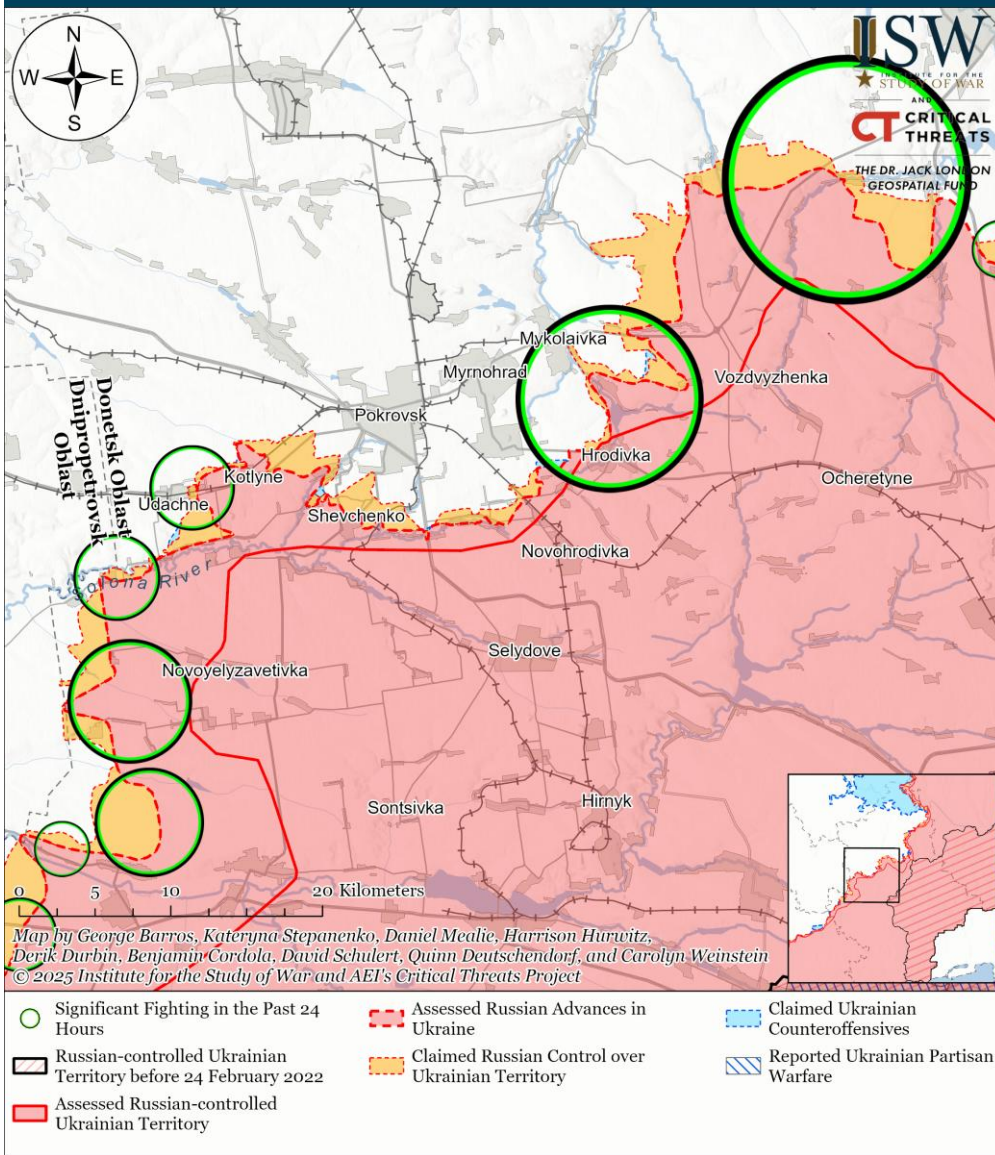 N
W E
S
ISW
INSTITUTE FOR THE
STUDY OF WAR
AND
CT CRITICAL
THREATS
THE DR. JACK LONDON
GEOSPATIAL FUND
Mykolaivka
Myrnohrad
Vozdvyzhenka
Pokrovsk
Donetsk Oblast
Dnipropetrovsk
Oblast
Hrodivka
Kotlyne
Ocheretyne
Udachne
Shevchenko
Novohrodivka
Solona River
Selydove
Novoyelyzavetivka
Sontsivka
Hirnyk
0 5 10 20 Kilometers
Map by George Barros, Kateryna Stepanenko, Daniel Mealie, Harrison Hurwitz,
Derik Durbin, Benjamin Cordola, David Schulert, Quinn Deutschendorf, and Carolyn Weinstein
© 2025 Institute for the Study of War and AEI's Critical Threats Project
Significant Fighting in the Past 24
Hours
Russian-controlled Ukrainian
Territory before 24 February 2022
Assessed Russian-controlled
Ukrainian Territory
Assessed Russian Advances in
Ukraine
Claimed Russian Control over
Ukrainian Territory
Claimed Ukrainian
Counteroffensives
Reported Ukrainian Partisan
Warfare